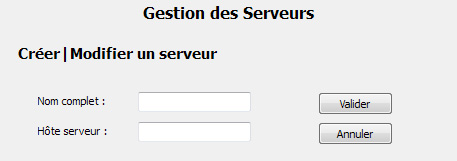 Gestion des Serveurs
Créer|Modifier un serveur
Nom complet : Valider
Hôte serveur : Annuler